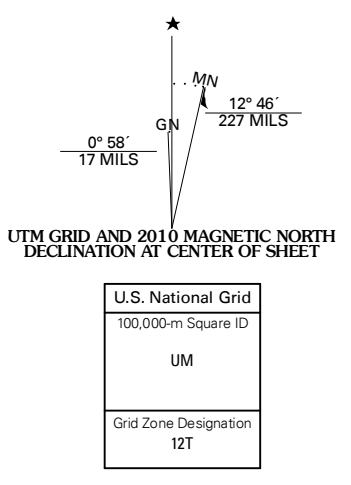 MN
GN
12° 46´
227 MILS
0° 58´
17 MILS
UTM GRID AND 2010 MAGNETIC NORTH
DECLINATION AT CENTER OF SHEET
U.S. National Grid
100,000-m Square ID
UM
Grid Zone Designation
12T